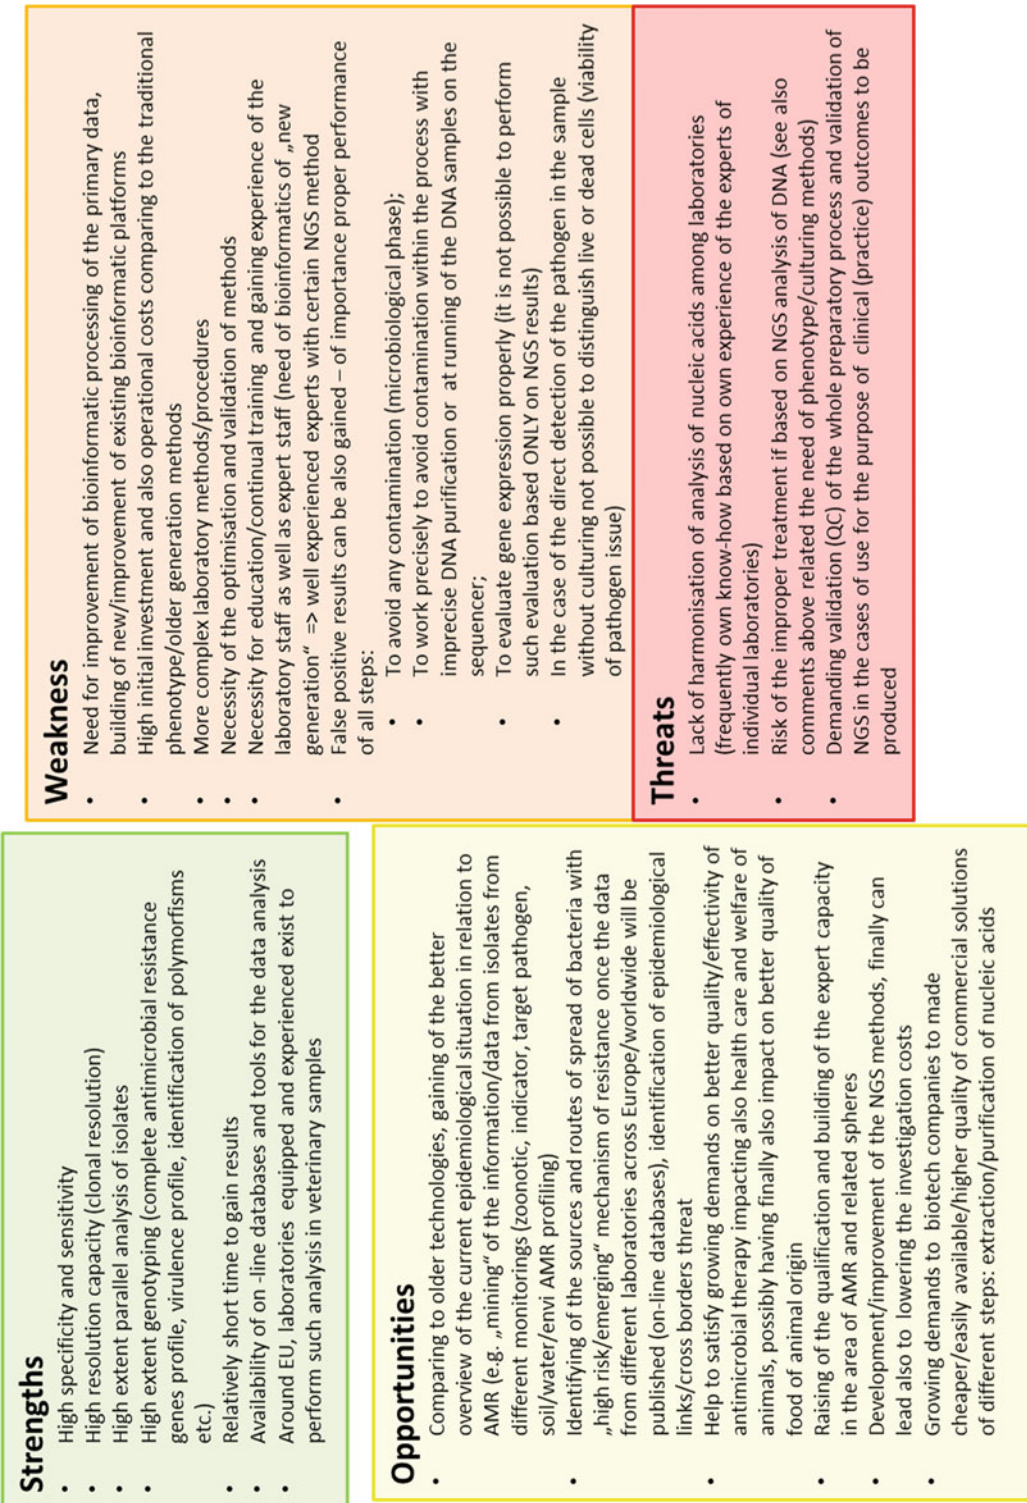 Strengths
• High specificity and sensitivity
• High resolution capacity (clonal resolution)
• High extent parallel analysis of isolates
• High extent genotyping (complete antimicrobial resistance
genes profile, virulence profile, identification of polymorfisms
etc.)
• Relatively short time to gain results
• Availability of on -line databases and tools for the data analysis
• Around EU, laboratories equipped and experienced exist to
perform such analysis in veterinary samples
Weakness
• Need for improvement of bioinformatic processing of the primary data,
building of new/improvement of existing bioinformatic platforms
• High initial investment and also operational costs comparing to the traditional
phenotype/older generation methods
• More complex laboratory methods/procedures
• Necessity of the optimisation and validation of methods
• Necessity for education/continual training and gaining experience of the
laboratory staff as well as expert staff (need of bioinformatics of „new
generation“ => well experienced experts with certain NGS method
• False positive results can be also gained – of importance proper performance
of all steps:
• To avoid any contamination (microbiological phase);
• To work precisely to avoid contamination within the process with
imprecise DNA purification or at running of the DNA samples on the
sequencer;
• To evaluate gene expression properly (it is not possible to perform
such evaluation based ONLY on NGS results)
• In the case of the direct detection of the pathogen in the sample
without culturing not possible to distinguish live or dead cells (viability
of pathogen issue)
Opportunities
• Comparing to older technologies, gaining of the better
overview of the current epidemiological situation in relation to
AMR (e.g. „mining“ of the information/data from isolates from
different monitorings (zoonotic, indicator, target pathogen,
soil/water/envi AMR profiling)
• Identifying of the sources and routes of spread of bacteria with
„high risk/emerging“ mechanism of resistance once the data
from different laboratories across Europe/worldwide will be
published (on-line databases), identification of epidemiological
links/cross borders threat
• Help to satisfy growing demands on better quality/effectivity of
antimicrobial therapy impacting also health care and welfare of
animals, possibly having finally also impact on better quality of
food of animal origin
• Raising of the qualification and building of the expert capacity
in the area of AMR and related spheres
• Development/improvement of the NGS methods, finally can
lead also to lowering the investigation costs
• Growing demands to biotech companies to made
cheaper/easily available/higher quality of commercial solutions
of different steps: extraction/purification of nucleic acids
Threats
• Lack of harmonisation of analysis of nucleic acids among laboratories
(frequently own know-how based on own experience of the experts of
individual laboratories)
• Risk of the improper treatment if based on NGS analysis of DNA (see also
comments above related the need of phenotype/culturing methods)
• Demanding validation (QC) of the whole preparatory process and validation of
NGS in the cases of use for the purpose of clinical (practice) outcomes to be
produced